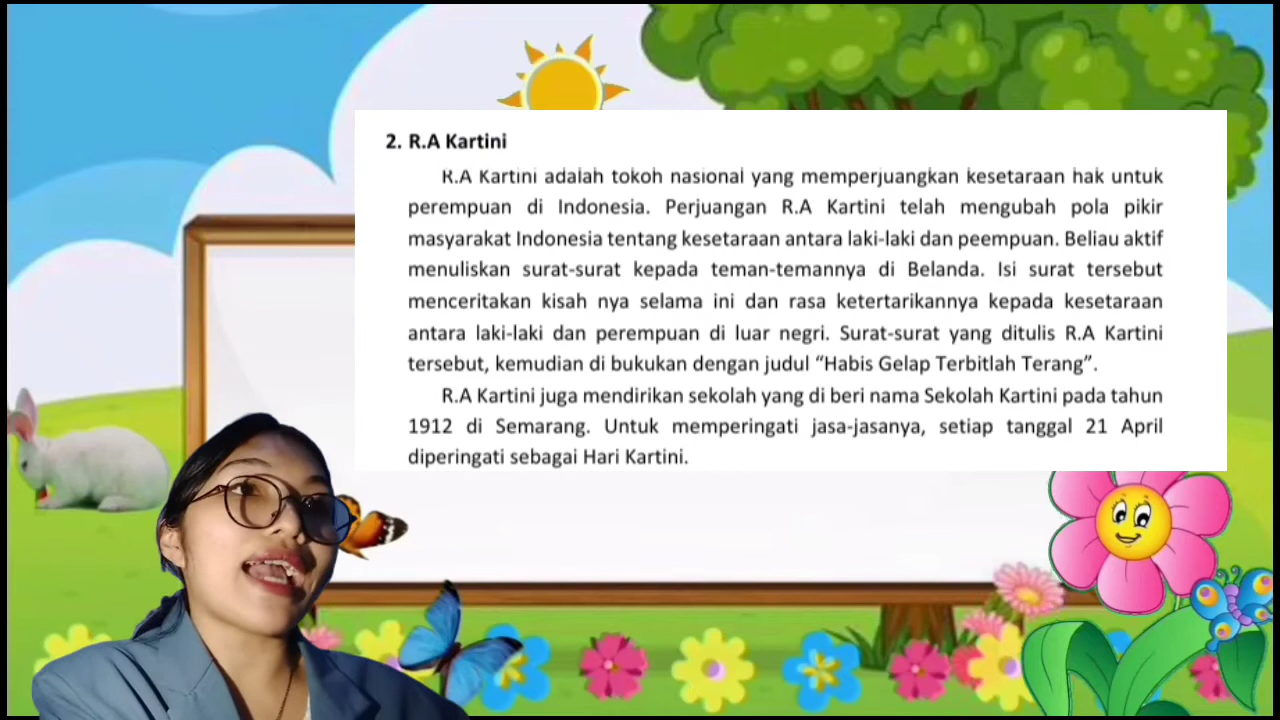 2. R.A Kartini
R.A Kartini adalah tokoh nasional yang memperjuangkan kesetaraan hak untuk
perempuan di Indonesia. Perjuangan R.A Kartini telah mengubah pola pikir
masyarakat Indonesia tentang kesetaraan antara laki-laki dan peempuan. Beliau aktif
menuliskan surat-surat kepada teman-temannya di Belanda. Isi surat tersebut
menceritakan kisah nya selama ini dan rasa ketertarikannya kepada kesetaraan
antara laki-laki dan perempuan di luar negri. Surat-surat yang ditulis R.A Kartini
tersebut, kemudian di bukukan dengan judul “Habis Gelap Terbitlah Terang”.
R.A Kartini juga mendirikan sekolah yang di beri nama Sekolah Kartini pada tahun
1912 di Semarang. Untuk memperingati jasa-jasanya, setiap tanggal 21 April
diperingati sebagai Hari Kartini.